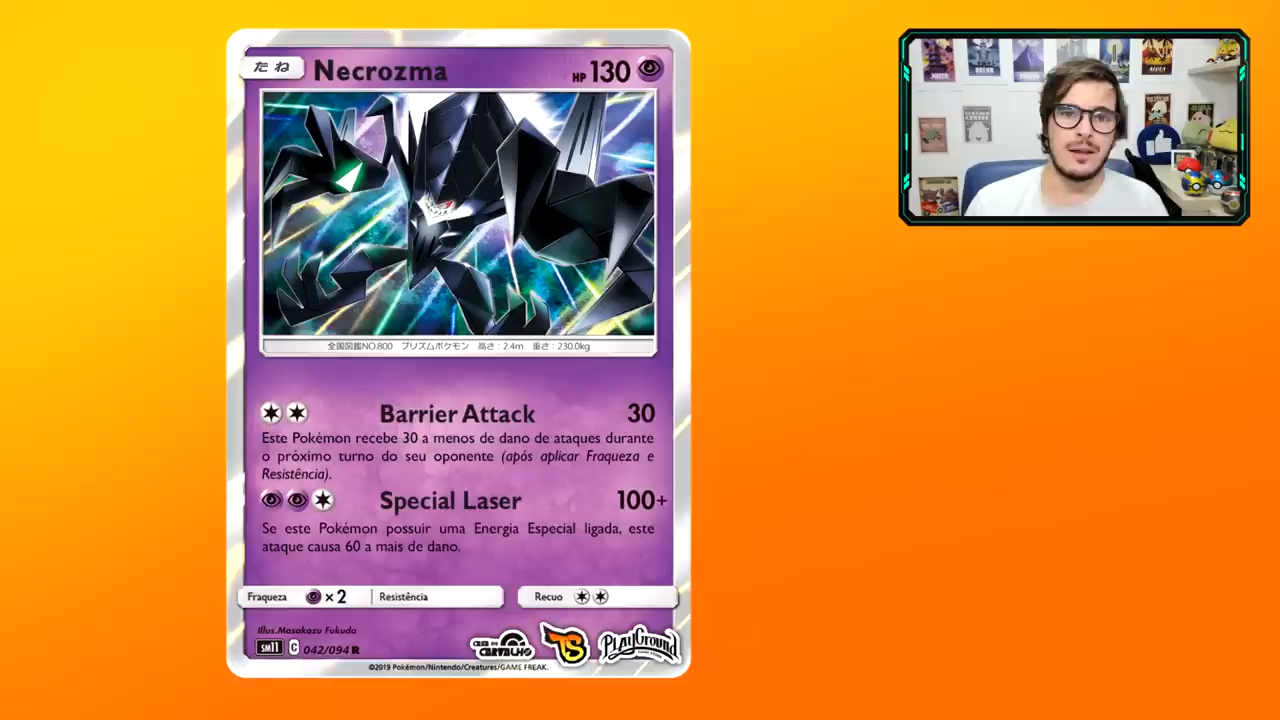 たね Necrozma HP 130
全国図鑑NO.800 プリズムポケモン 高さ:2.4m 重さ:230.0kg
Barrier Attack 30
Este Pokémon recebe 30 a menos de dano de ataques durante
o próximo turno do seu oponente (após aplicar Fraqueza e
Resistência).
Special Laser 100+
Se este Pokémon possuir uma Energia Especial ligada, este
ataque causa 60 a mais de dano.
Fraqueza ×2 Resistência Recuo
Illus.Masakazu Fukuda
sm11 C 042/094 R
CASA DO CARVALHO TS PLAYGROUND
©2019 Pokémon/Nintendo/Creatures/GAME FREAK.